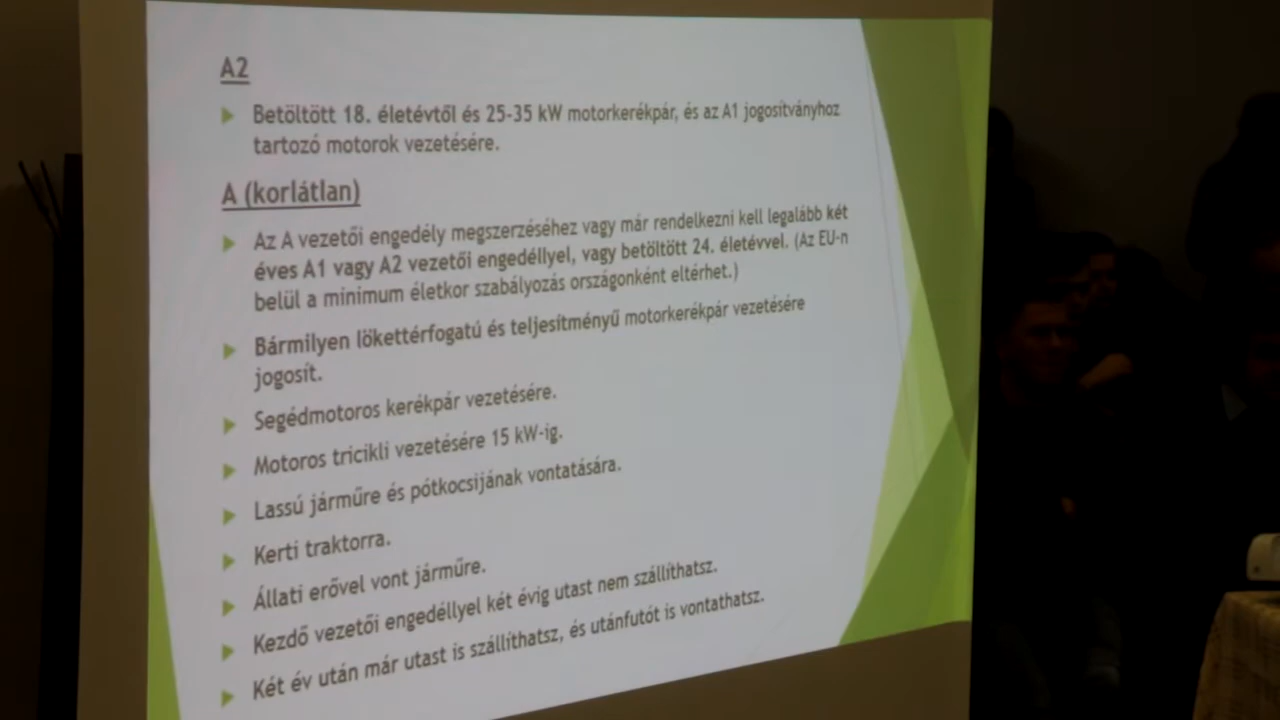 A2
Betöltött 18. életévtől és 25-35 kW motorkerékpár, és az A1 jogosítványhoz
tartozó motorok vezetésére.
A (korlátlan)
Az A vezetői engedély megszerzéséhez vagy már rendelkezni kell legalább két
éves A1 vagy A2 vezetői engedéllyel, vagy betöltött 24. életévvel. (Az EU-n
belül a minimum életkor szabályozás országonként eltérhet.)
Bármilyen lökettérfogatú és teljesítményű motorkerékpár vezetésére
jogosít.
Segédmotoros kerékpár vezetésére.
Motoros tricikli vezetésére 15 kW-ig.
Lassú járműre és pótkocsijának vontatására.
Kerti traktorra.
Állati erővel vont járműre.
Kezdő vezetői engedéllyel két évig utast nem szállíthatsz.
Két év után már utast is szállíthatsz, és utánfutót is vontathatsz.